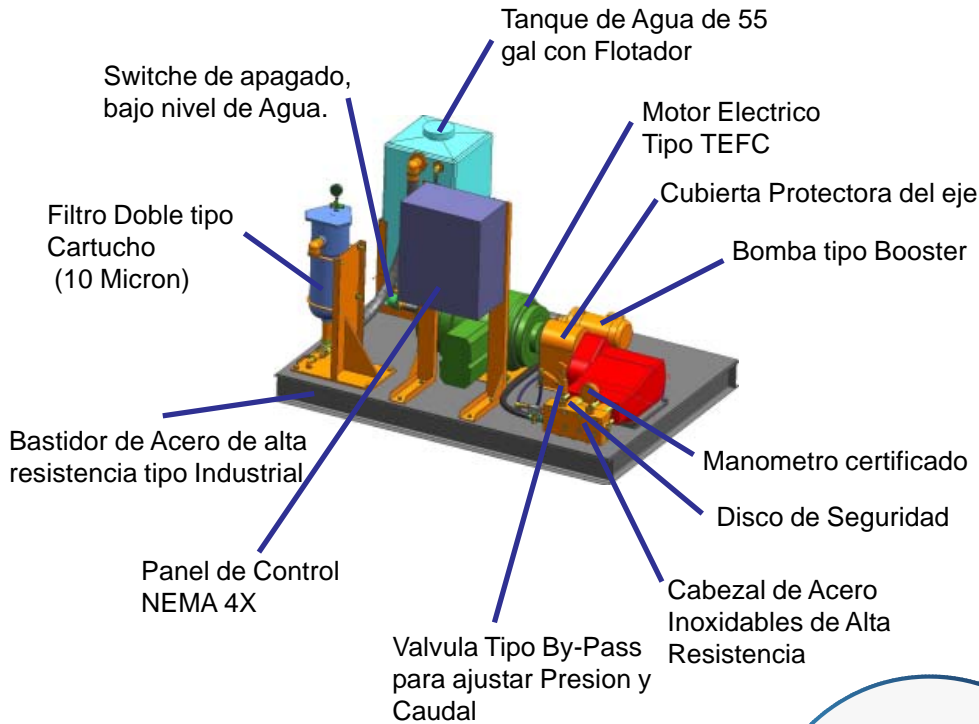 Tanque de Agua de 55
gal con Flotador
Switche de apagado,
bajo nivel de Agua.
Motor Electrico
Tipo TEFC
Cubierta Protectora del eje
Filtro Doble tipo
Cartucho
(10 Micron)
Bomba tipo Booster
Bastidor de Acero de alta
resistencia tipo Industrial
Manometro certificado
Disco de Seguridad
Panel de Control
NEMA 4X
Cabezal de Acero
Inoxidables de Alta
Resistencia
Valvula Tipo By-Pass
para ajustar Presion y
Caudal